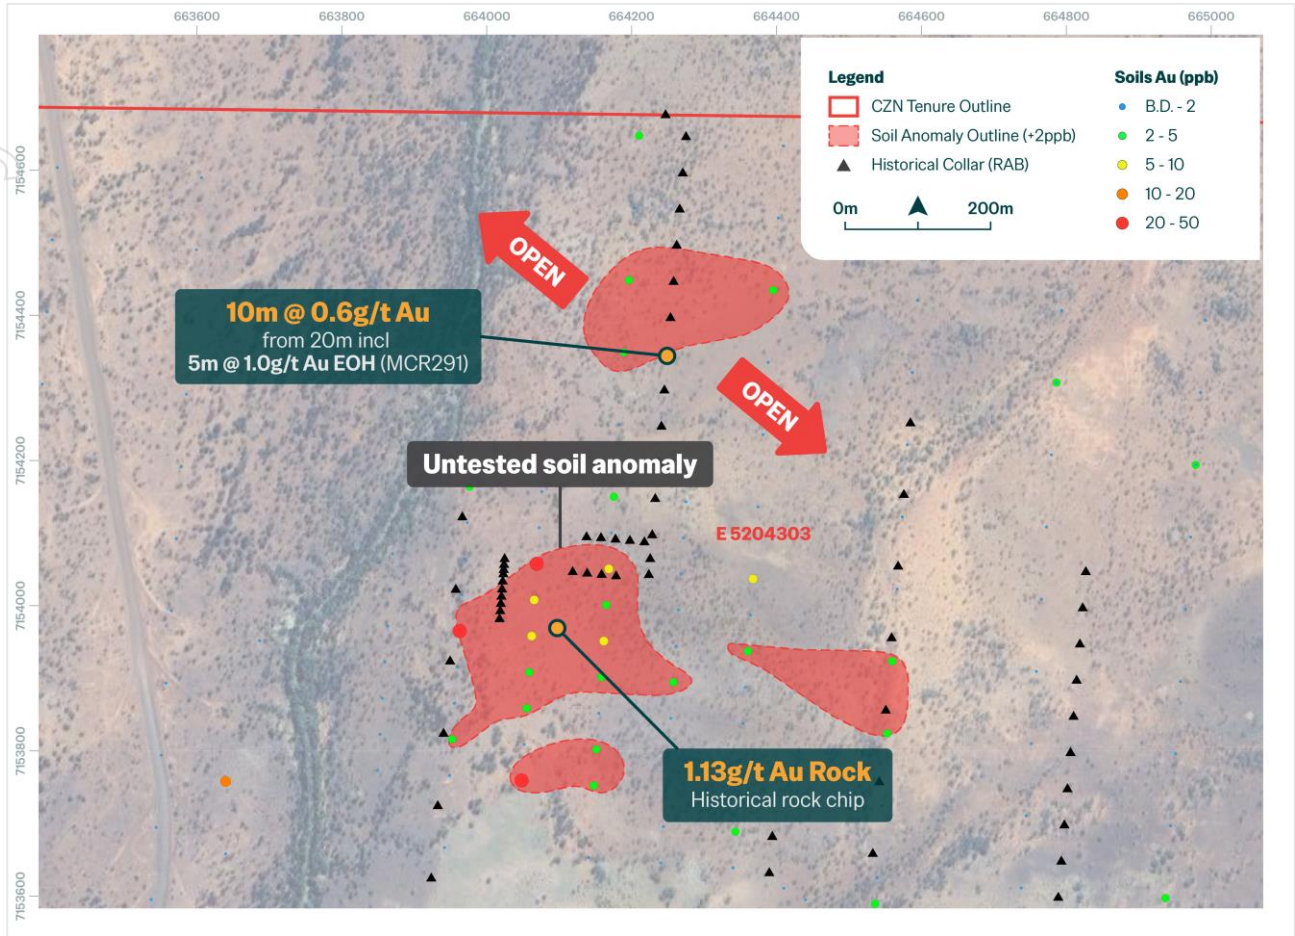 663600
663800
664000
664200
664400
664600
664800
665000
Legend
CZN Tenure Outline
Soil Anomaly Outline (+2ppb)
Historical Collar (RAB)
0m
200m
Soils Au (ppb)
B.D. - 2
2 - 5
5 - 10
10 - 20
20 - 50
7154600
7154400
7154200
7154000
7153800
7153600
OPEN
10m @ 0.6g/t Au
from 20m incl
5m @ 1.0g/t Au EOH (MCR291)
OPEN
Untested soil anomaly
E 5204303
1.13g/t Au Rock
Historical rock chip